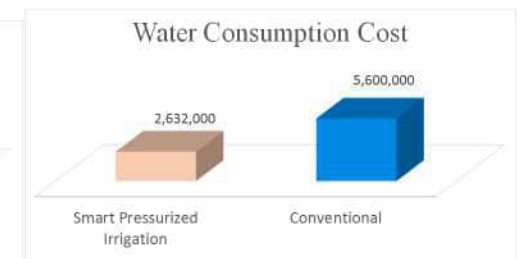 Water Consumption Cost
5,600,000
2,632,000
Smart Pressurized
Irrigation
Conventional